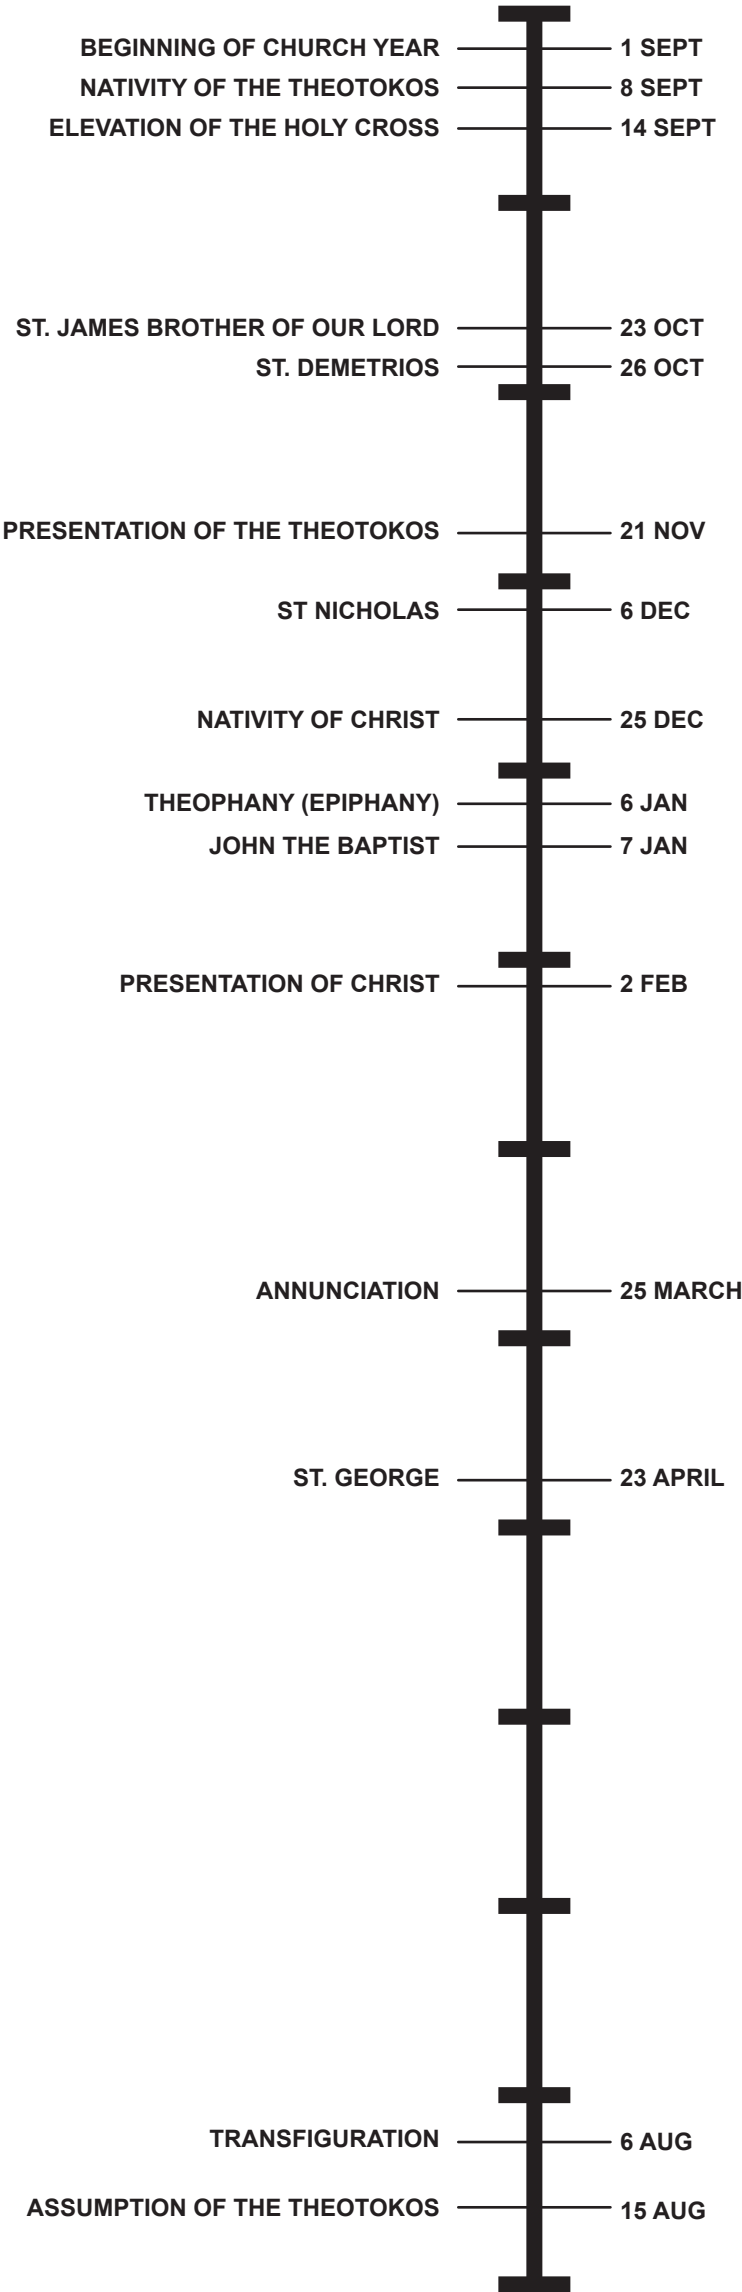 BEGINNING OF CHURCH YEAR 1 SEPT
NATIVITY OF THE THEOTOKOS 8 SEPT
ELEVATION OF THE HOLY CROSS 14 SEPT
ST. JAMES BROTHER OF OUR LORD 23 OCT
ST. DEMETRIOS 26 OCT
PRESENTATION OF THE THEOTOKOS 21 NOV
ST NICHOLAS 6 DEC
NATIVITY OF CHRIST 25 DEC
THEOPHANY (EPIPHANY) 6 JAN
JOHN THE BAPTIST 7 JAN
PRESENTATION OF CHRIST 2 FEB
ANNUNCIATION 25 MARCH
ST. GEORGE 23 APRIL
TRANSFIGURATION 6 AUG
ASSUMPTION OF THE THEOTOKOS 15 AUG